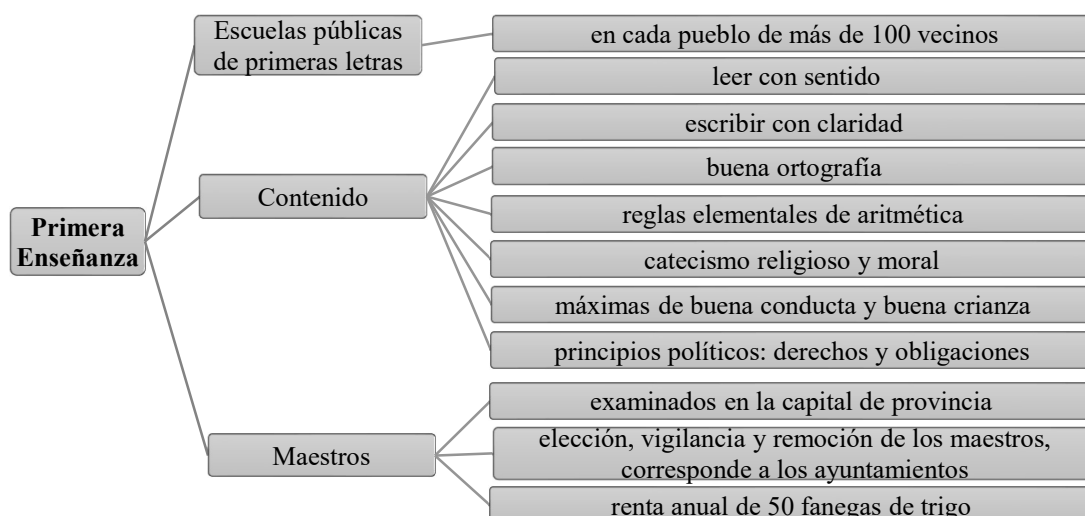 Primera
Enseñanza
Escuelas públicas
de primeras letras
en cada pueblo de más de 100 vecinos
Contenido
leer con sentido
escribir con claridad
buena ortografía
reglas elementales de aritmética
catecismo religioso y moral
máximas de buena conducta y buena crianza
principios políticos: derechos y obligaciones
Maestros
examinados en la capital de provincia
elección, vigilancia y remoción de los maestros,
corresponde a los ayuntamientos
renta anual de 50 fanegas de trigo